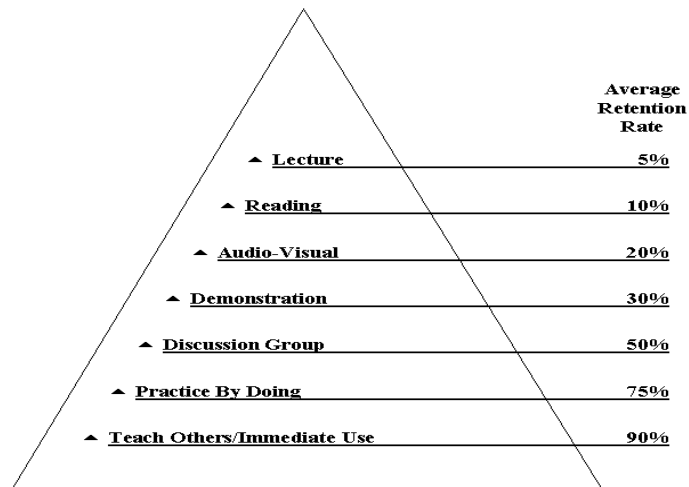 Average
Retention
Rate
Lecture 5%
Reading 10%
Audio-Visual 20%
Demonstration 30%
Discussion Group 50%
Practice By Doing 75%
Teach Others/Immediate Use 90%